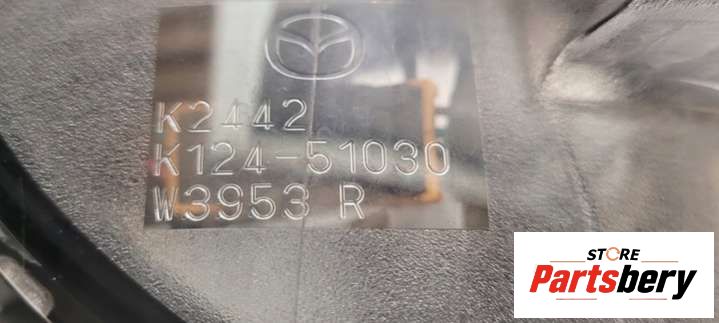 K2442
K124-51030
W3953 R
STORE
Partsbery